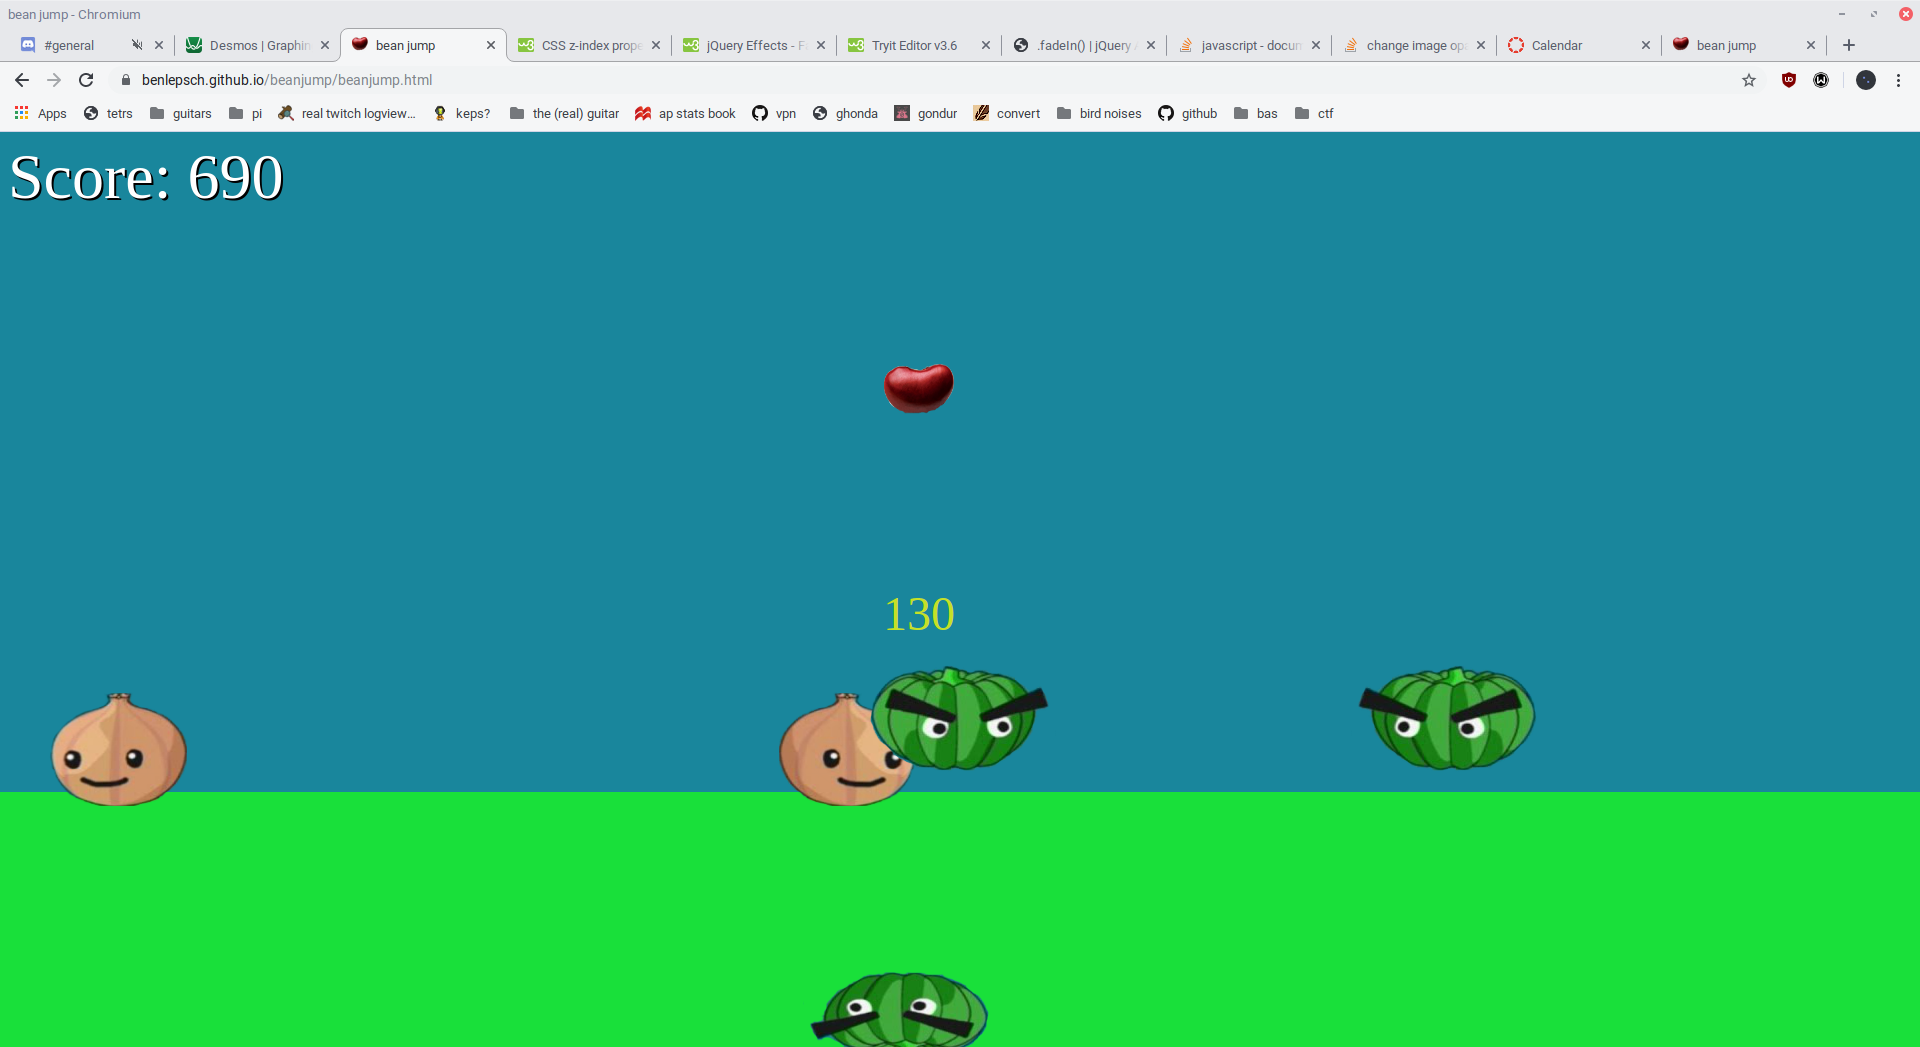 bean jump - Chromium
#general
Desmos | Graphin
bean jump
CSS z-index prope
jQuery Effects - F
Tryit Editor v3.6
.fadeIn() | jQuery
javascript - docun
change image op
Calendar
bean jump
benlepsch.github.io/beanjump/beanjump.html
Apps
tetrs
guitars
pi
real twitch logview...
keps?
the (real) guitar
ap stats book
vpn
ghonda
gondur
convert
bird noises
github
bas
ctf
Score: 690
130